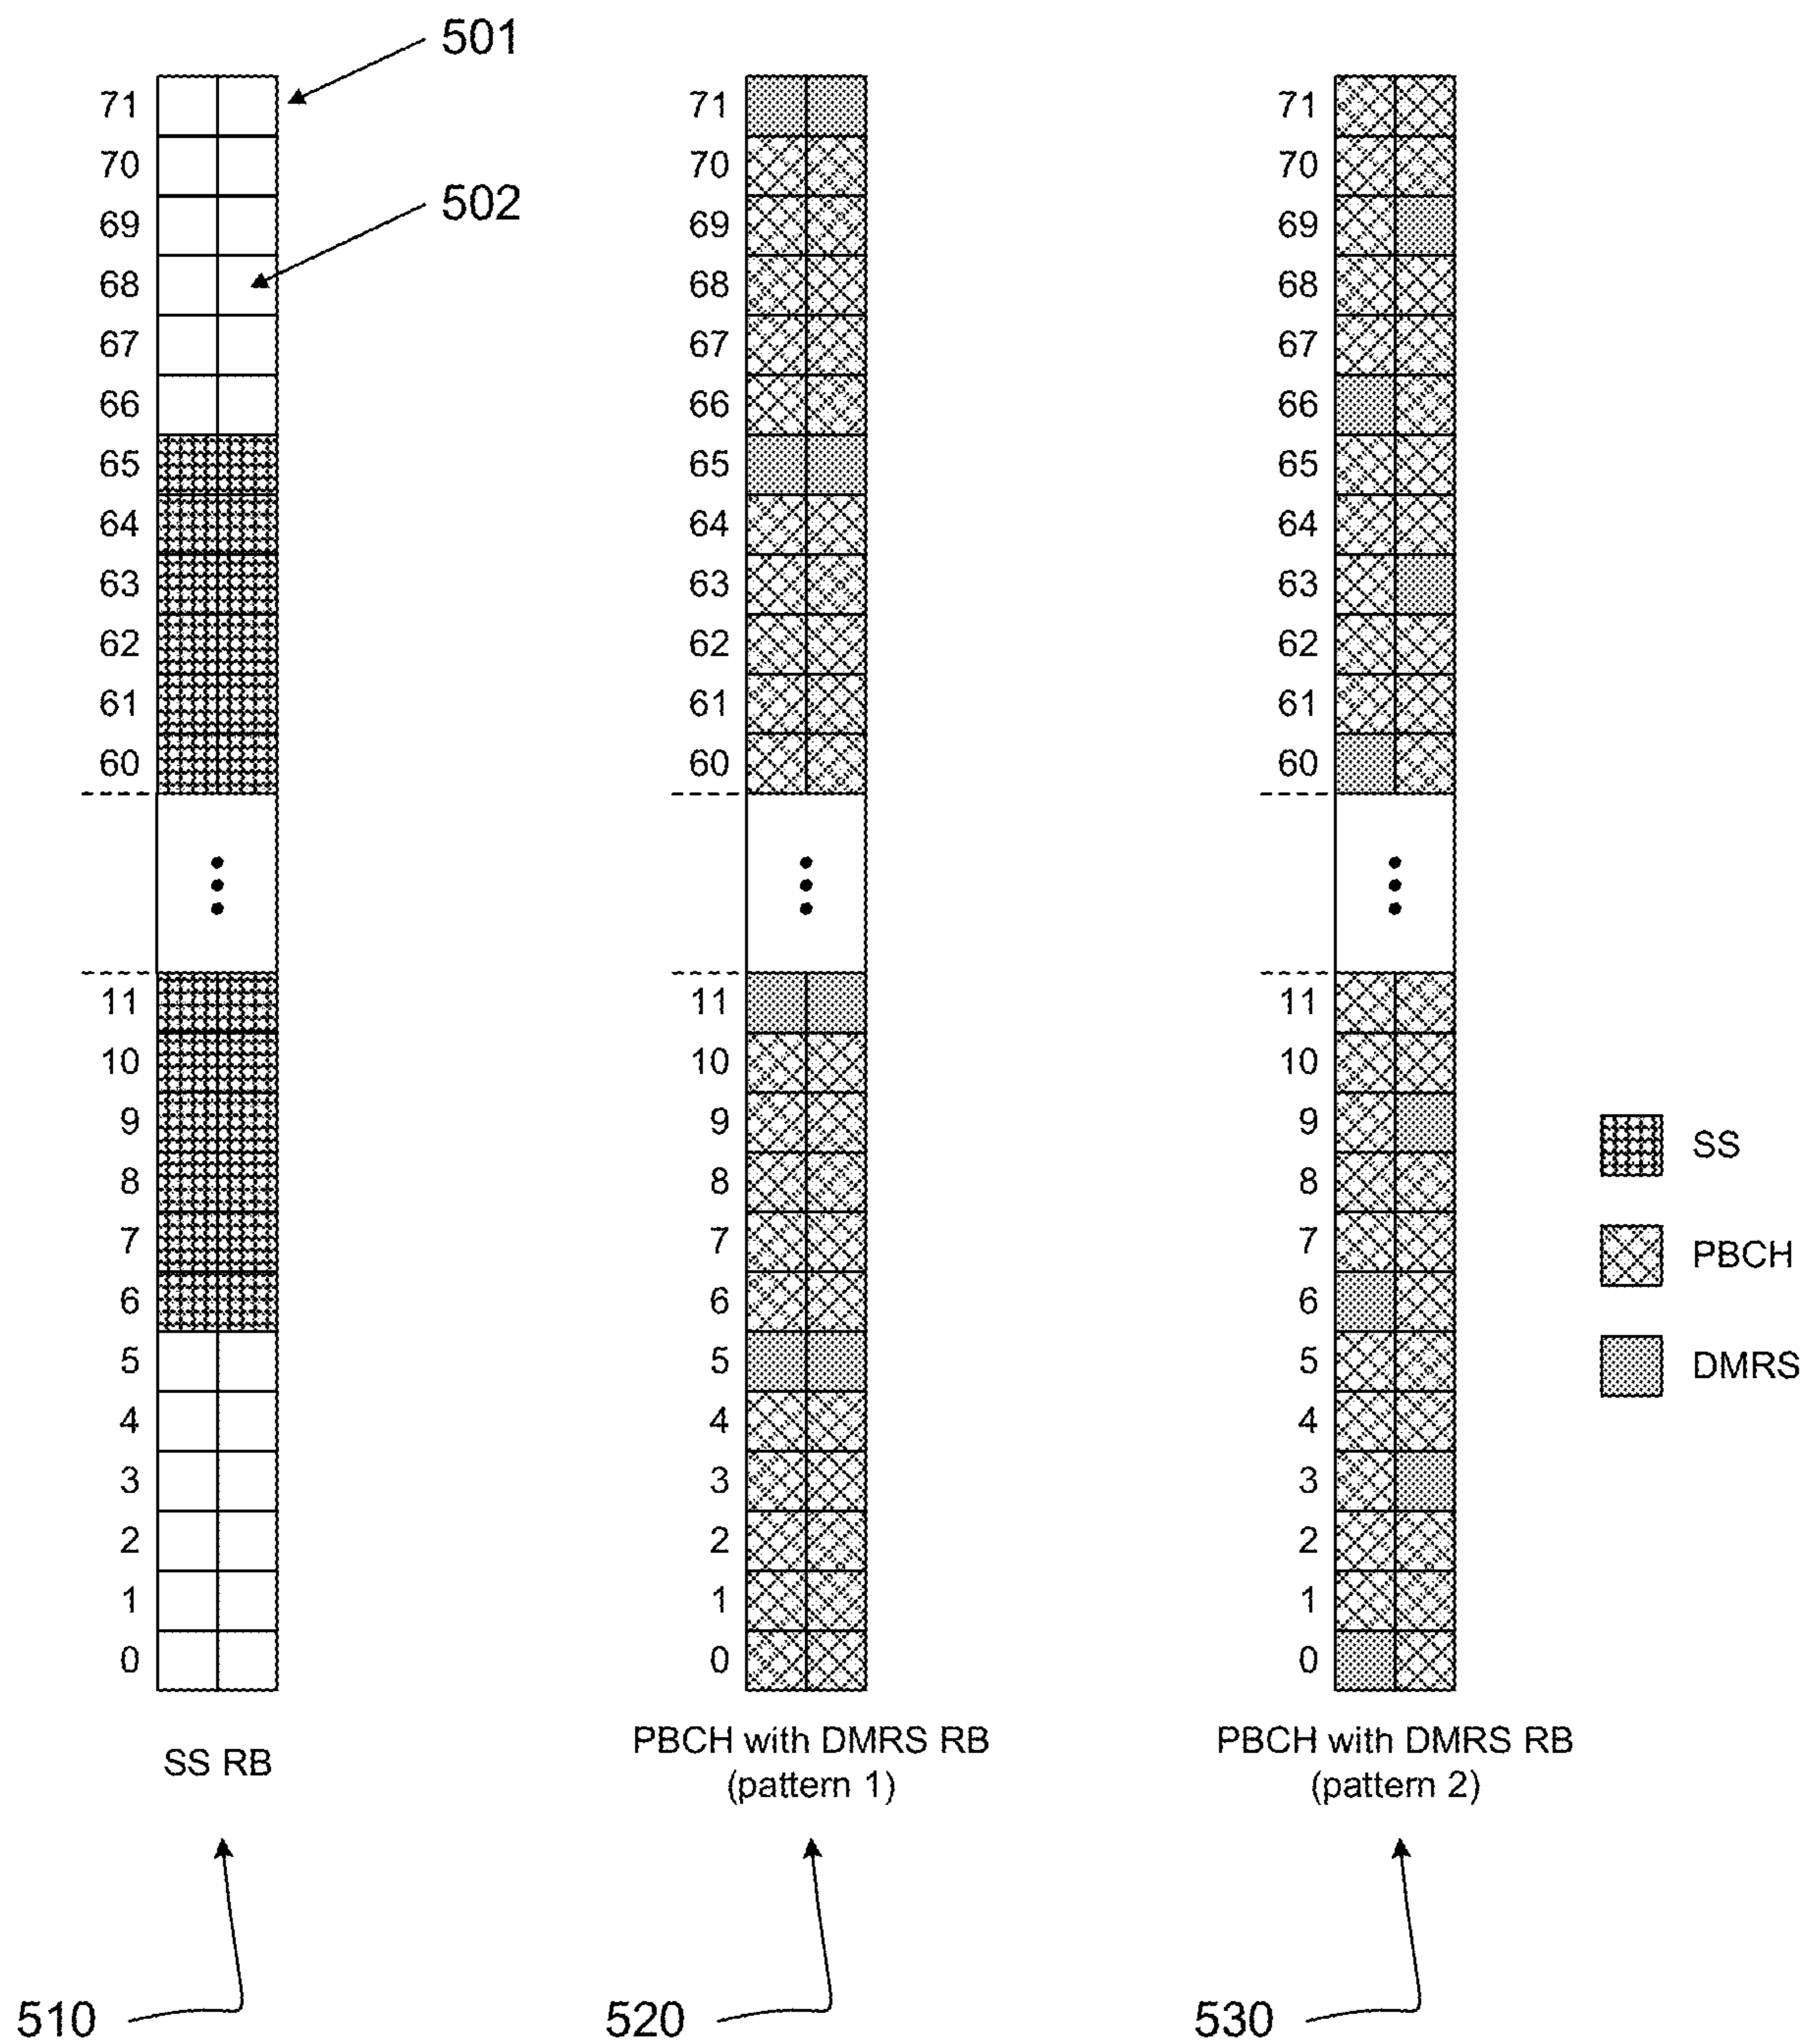 501
71 71 71
70 70 70
502
69 69 69
68 68 68
67 67 67
66 66 66
65 65 65
64 64 64
63 63 63
62 62 62
61 61 61
60 60 60
11 11 11
10 10 10
9 9 9
SS
8 8 8
7 7 7
PBCH
6 6 6
5 5 5
DMRS
4 4 4
3 3 3
2 2 2
1 1 1
0 0 0
SS RB
PBCH with DMRS RB
(pattern 1)
PBCH with DMRS RB
(pattern 2)
510 520 530